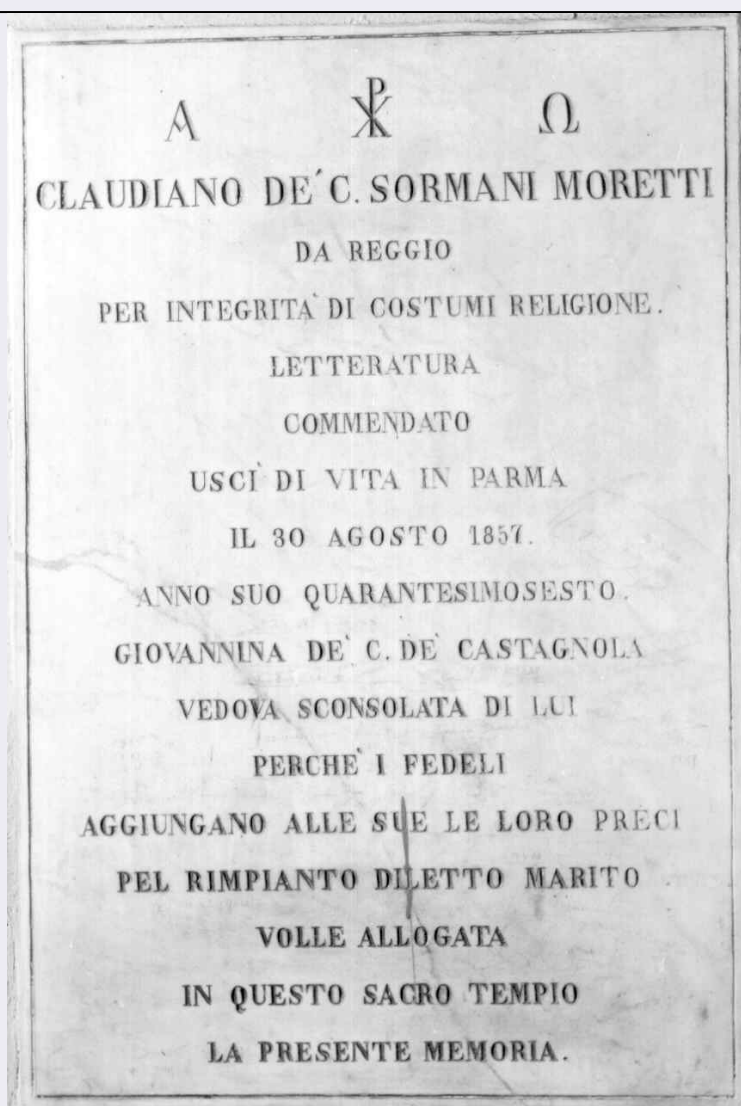 Α ☧ Ω
CLAUDIANO DE' C. SORMANI MORETTI
DA REGGIO
PER INTEGRITA' DI COSTUMI RELIGIONE.
LETTERATURA
COMMENDATO
USCÌ DI VITA IN PARMA
IL 30 AGOSTO 1857.
ANNO SUO QUARANTESIMOSESTO.
GIOVANNINA DE' C. DE' CASTAGNOLA
VEDOVA SCONSOLATA DI LUI
PERCHE' I FEDELI
AGGIUNGANO ALLE SUE LE LORO PRECI
PEL RIMPIANTO DILETTO MARITO
VOLLE ALLOGATA
IN QUESTO SACRO TEMPIO
LA PRESENTE MEMORIA.